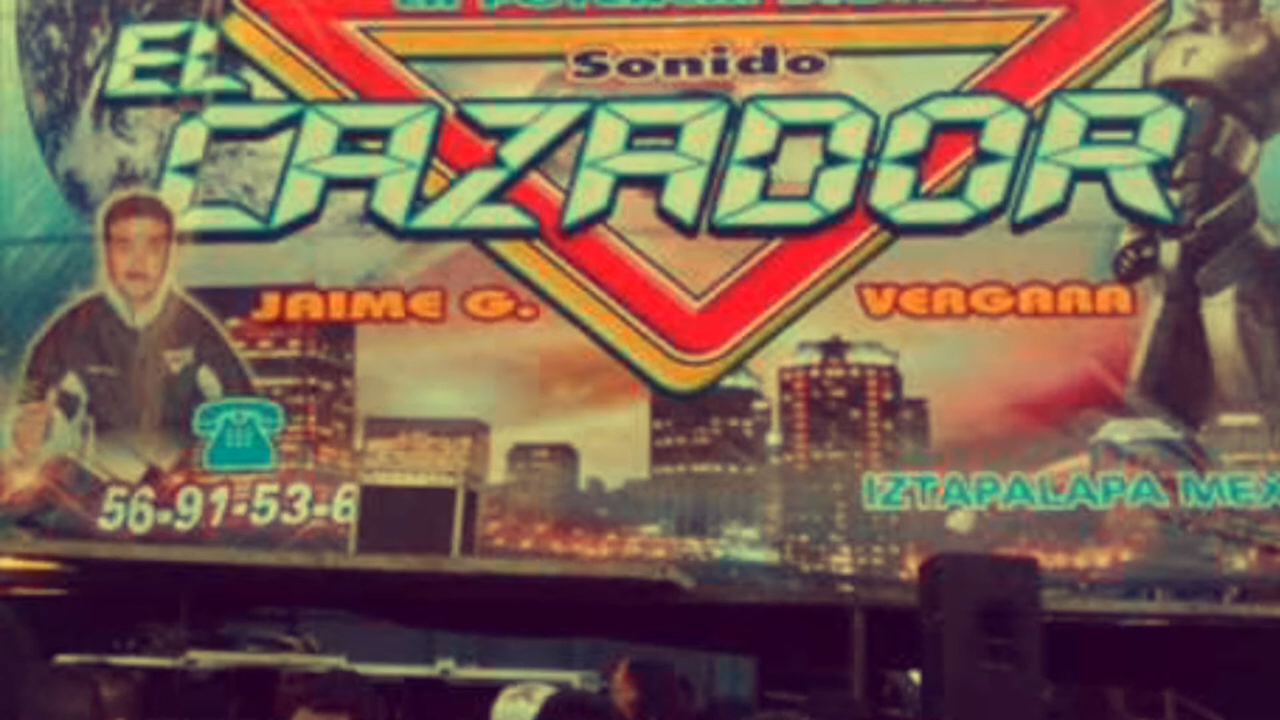 Sonido
EL
CAZADOR
JAIME G. VERGARA
56-91-53-6
IZTAPALAPA MEX